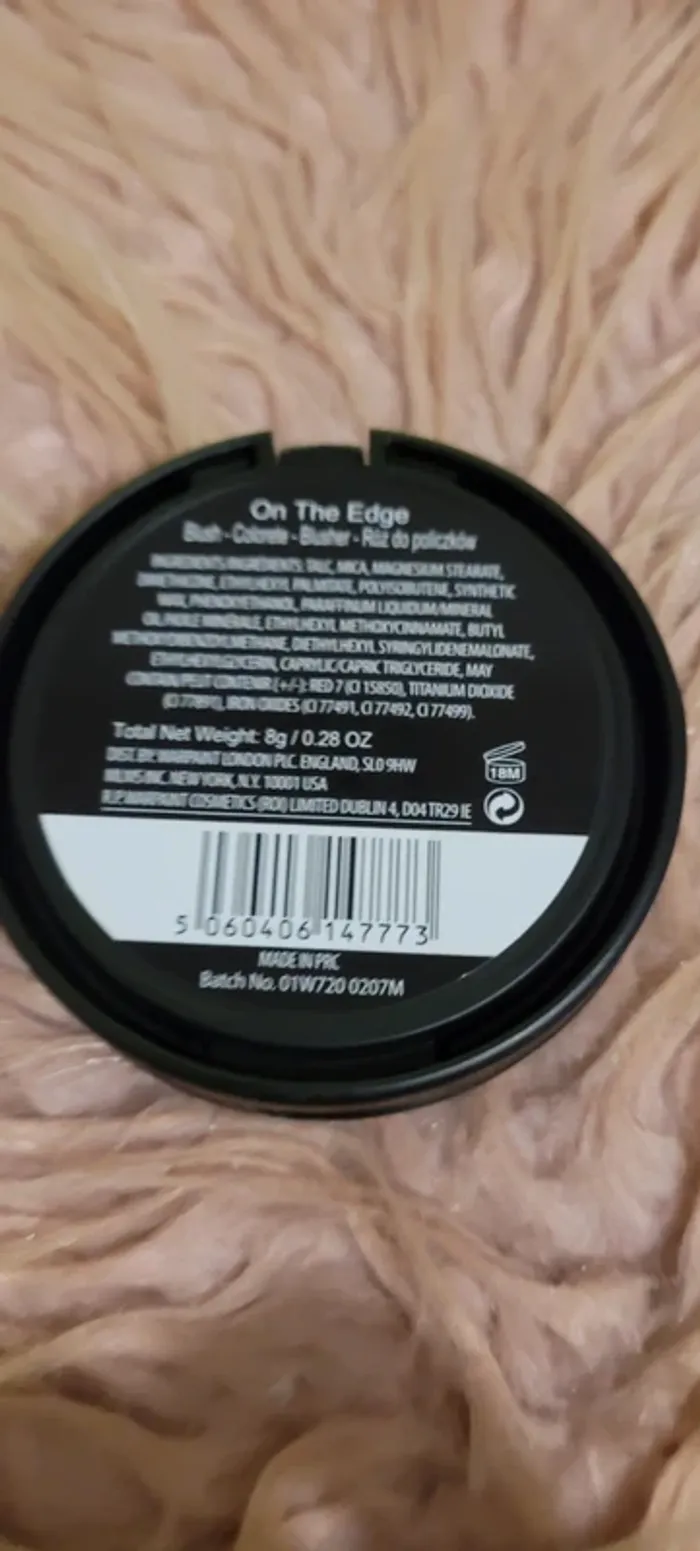 On The Edge
Blush - Colorete - Blusher - Róż do policzków
INGREDIENTS/INGRÉDIENTS: TALC, MICA, MAGNESIUM STEARATE,
DIMETHICONE, ETHYLHEXYL PALMITATE, POLYISOBUTENE, SYNTHETIC
WAX, PHENOXYETHANOL, PARAFFINUM LIQUIDUM/MINERAL
OIL/HUILE MINERALE, ETHYLHEXYL METHOXYCINNAMATE, BUTYL
METHOXYDIBENZOYLMETHANE, DIETHYLHEXYL SYRINGYLIDENEMALONATE,
ETHYLHEXYLGLYCERIN, CAPRYLIC/CAPRIC TRIGLYCERIDE, MAY
CONTAIN/PEUT CONTENIR (+/-): RED 7 (CI 15850), TITANIUM DIOXIDE
(CI 77891), IRON OXIDES (CI 77491, CI 77492, CI 77499).
Total Net Weight: 8g / 0.28 OZ
DIST. BY: WARPAINT LONDON PLC. ENGLAND, SL0 9HW
NEW YORK, N.Y. 10001 USA
R.P. WARPAINT COSMETICS (ROI) LIMITED DUBLIN 4, D04 TR29 IE
18M
5 060406 147773
MADE IN PRC
Batch No. 01W720 0207M